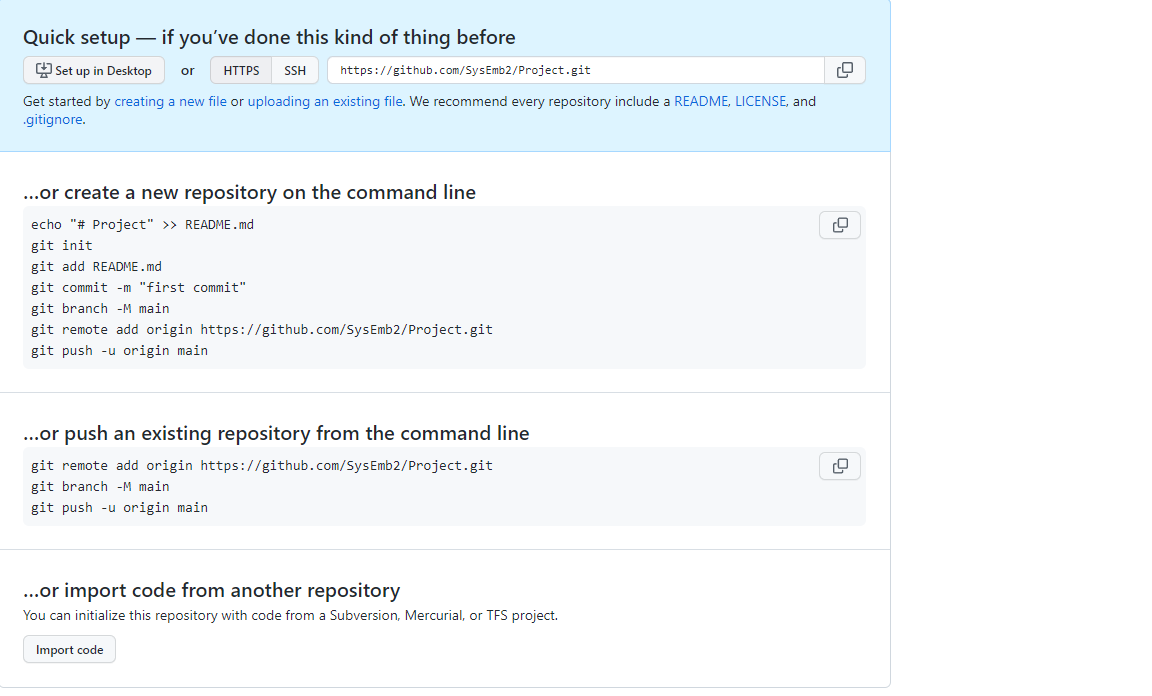 Quick setup — if you’ve done this kind of thing before
Set up in Desktop or HTTPS SSH https://github.com/SysEmb2/Project.git
Get started by creating a new file or uploading an existing file. We recommend every repository include a README, LICENSE, and
.gitignore.
…or create a new repository on the command line
echo "# Project" >> README.md
git init
git add README.md
git commit -m "first commit"
git branch -M main
git remote add origin https://github.com/SysEmb2/Project.git
git push -u origin main
…or push an existing repository from the command line
git remote add origin https://github.com/SysEmb2/Project.git
git branch -M main
git push -u origin main
…or import code from another repository
You can initialize this repository with code from a Subversion, Mercurial, or TFS project.
Import code